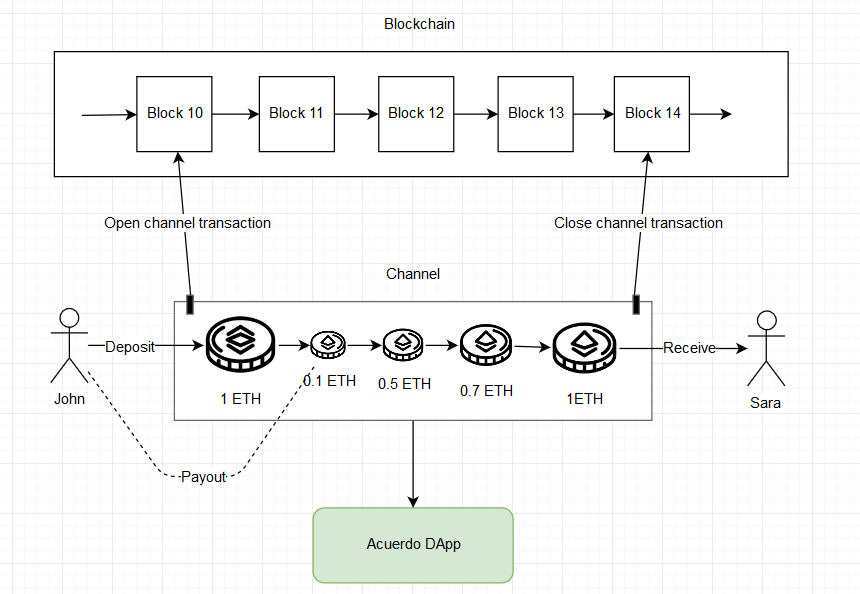 Blockchain
Block 10
Block 11
Block 12
Block 13
Block 14
Open channel transaction
Close channel transaction
Channel
Deposit
Receive
1 ETH
0.1 ETH
0.5 ETH
0.7 ETH
1ETH
John
Sara
Payout
Acuerdo DApp